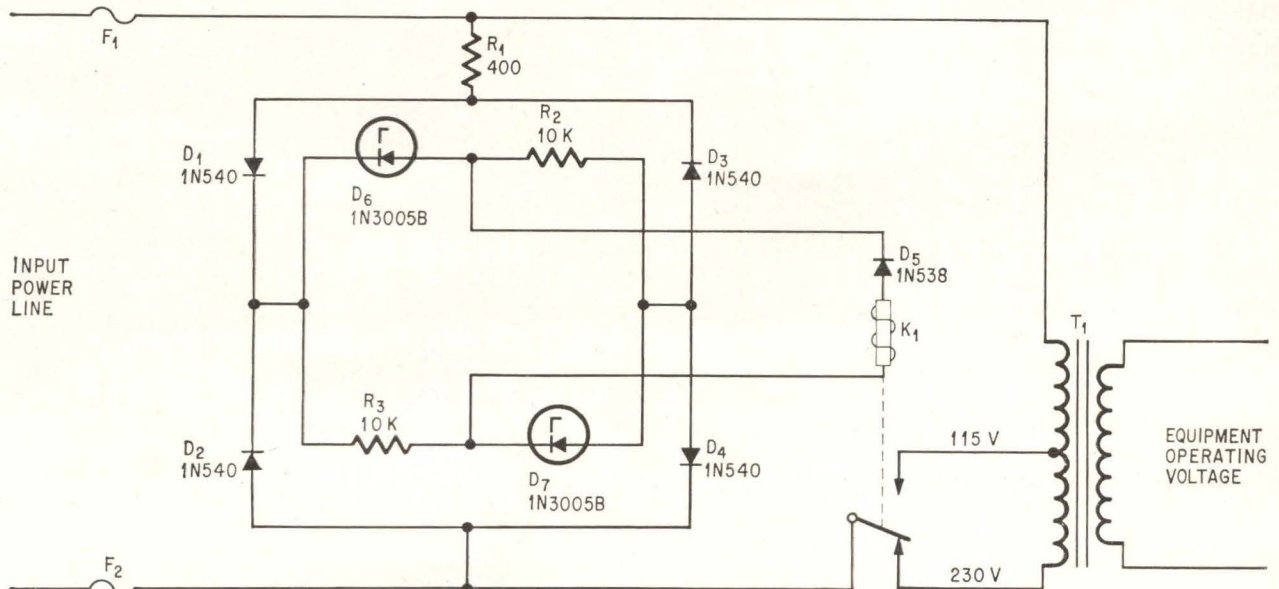 F1
R1
400
R2
10 K
D1
1N540
D3
1N540
D6
1N3005B
INPUT
POWER
LINE
D5
1N538
K1
T1
R3
10 K
D2
1N540
D4
1N540
D7
1N3005B
115 V
EQUIPMENT
OPERATING
VOLTAGE
F2
230 V